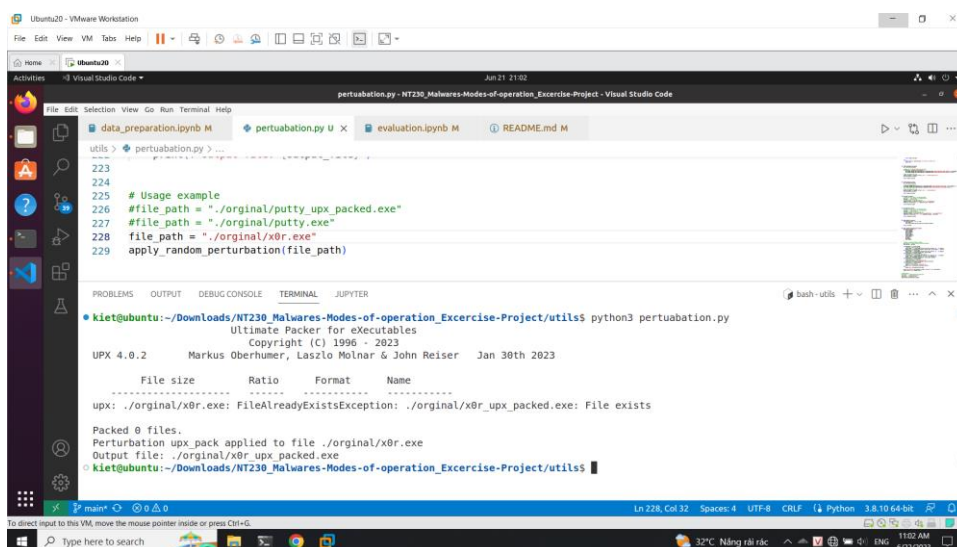 Ubuntu20 - VMware Workstation
File Edit View VM Tabs Help
Home Ubuntu20
Activities Visual Studio Code Jun 21 21:02
pertuabation.py - NT230_Malwares-Modes-of-operation_Excercise-Project - Visual Studio Code
File Edit Selection View Go Run Terminal Help
data_preparation.ipynb M pertuabation.py U evaluation.ipynb M README.md M
utils > pertuabation.py > ...
223
224
225 # Usage example
226 #file_path = "./orginal/putty_upx_packed.exe"
227 #file_path = "./orginal/putty.exe"
228 file_path = "./orginal/x0r.exe"
229 apply_random_perturbation(file_path)
PROBLEMS OUTPUT DEBUG CONSOLE TERMINAL JUPYTER bash - utils
kiet@ubuntu:~/Downloads/NT230_Malwares-Modes-of-operation_Excercise-Project/utils$ python3 pertuabation.py
Ultimate Packer for eXecutables
Copyright (C) 1996 - 2023
UPX 4.0.2 Markus Oberhumer, Laszlo Molnar & John Reiser Jan 30th 2023
File size Ratio Format Name
-------------------- ------ ----------- -----------
upx: ./orginal/x0r.exe: FileAlreadyExistsException: ./orginal/x0r_upx_packed.exe: File exists
Packed 0 files.
Perturbation upx_pack applied to file ./orginal/x0r.exe
Output file: ./orginal/x0r_upx_packed.exe
kiet@ubuntu:~/Downloads/NT230_Malwares-Modes-of-operation_Excercise-Project/utils$
main* 0 0 Ln 228, Col 32 Spaces: 4 UTF-8 CRLF Python 3.8.10 64-bit
To direct input to this VM, move the mouse pointer inside or press Ctrl+G.
Type here to search 32°C Nắng rải rác ENG 11:02 AM